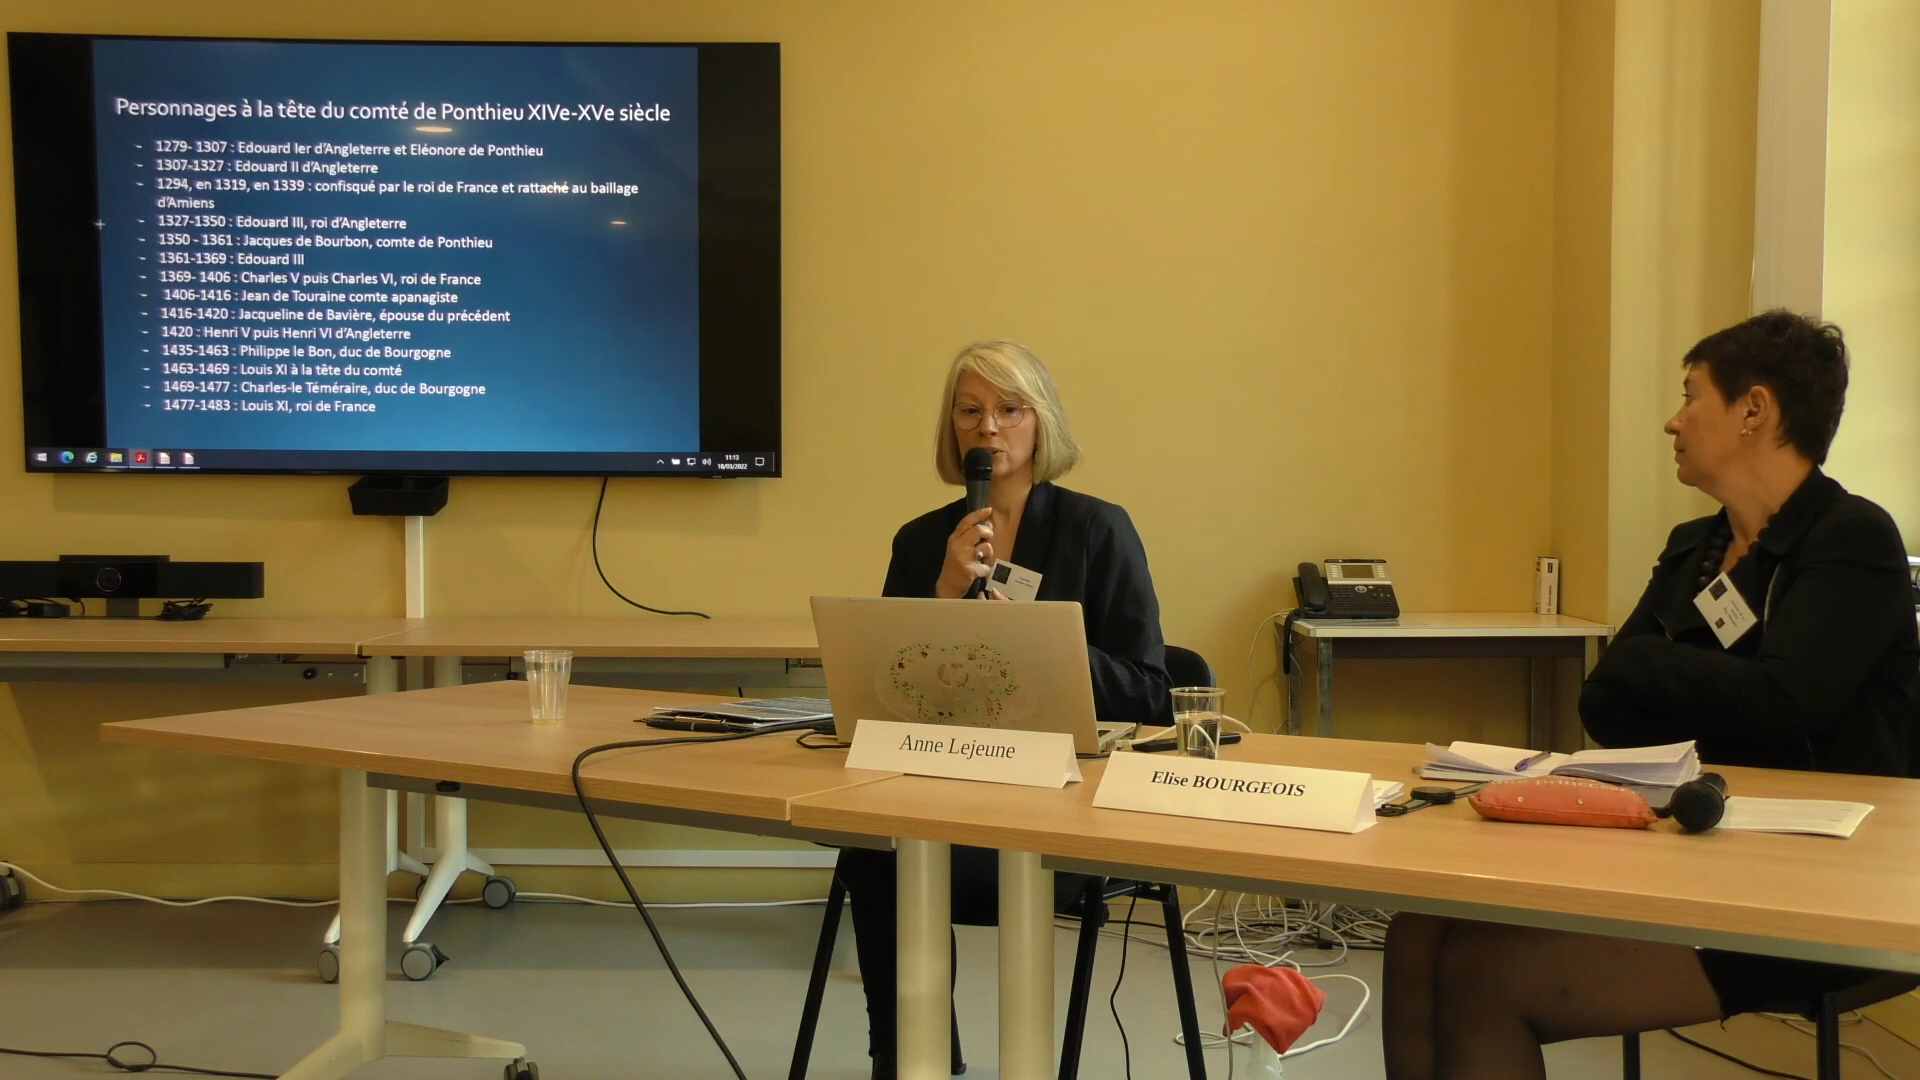 Personnages à la tête du comté de Ponthieu XIVe-XVe siècle
- 1279- 1307 : Edouard Ier d'Angleterre et Eléonore de Ponthieu
- 1307-1327 : Edouard II d'Angleterre
- 1294, en 1319, en 1339 : confisqué par le roi de France et rattaché au baillage
d'Amiens
- 1327-1350 : Edouard III, roi d'Angleterre
- 1350 - 1361 : Jacques de Bourbon, comte de Ponthieu
- 1361-1369 : Edouard III
- 1369- 1406 : Charles V puis Charles VI, roi de France
- 1406-1416 : Jean de Touraine comte apanagiste
- 1416-1420 : Jacqueline de Bavière, épouse du précédent
- 1420 : Henri V puis Henri VI d'Angleterre
- 1435-1463 : Philippe le Bon, duc de Bourgogne
- 1463-1469 : Louis XI à la tête du comté
- 1469-1477 : Charles-le Téméraire, duc de Bourgogne
- 1477-1483 : Louis XI, roi de France
11:13
18/03/2022
Anne Lejeune
Elise BOURGEOIS